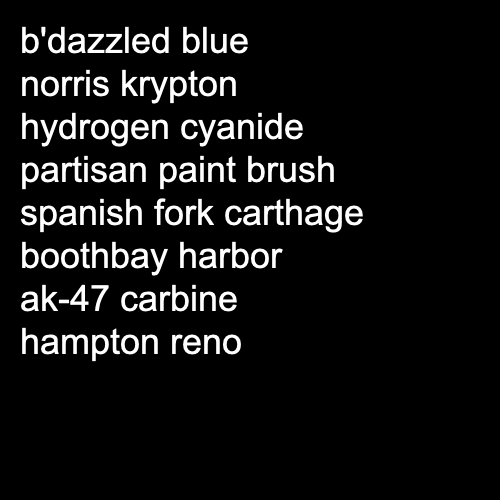 b'dazzled blue
norris krypton
hydrogen cyanide
partisan paint brush
spanish fork carthage
boothbay harbor
ak-47 carbine
hampton reno